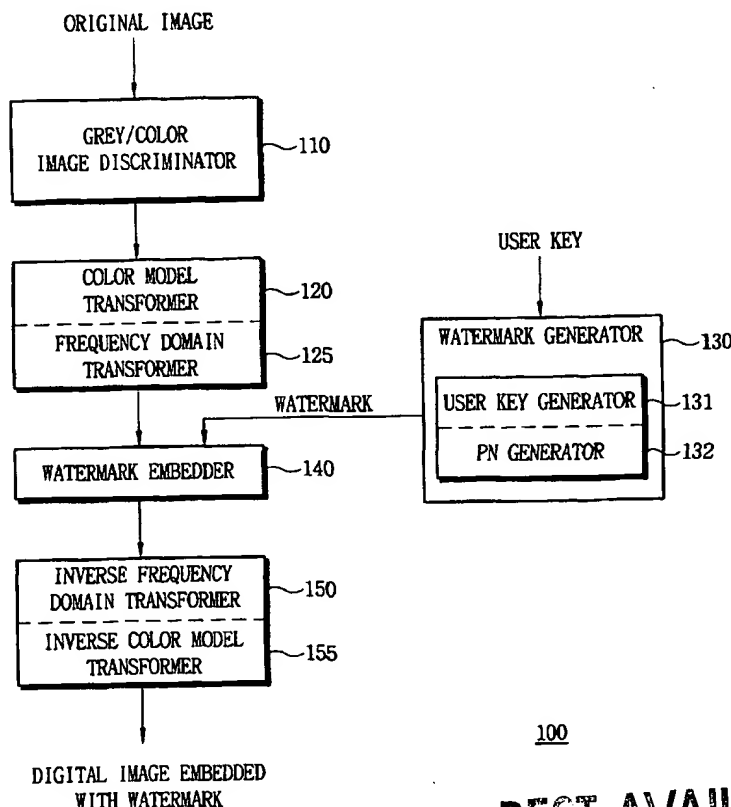 ORIGINAL IMAGE
GREY/COLOR
IMAGE DISCRIMINATOR
110
COLOR MODEL
TRANSFORMER
120
FREQUENCY DOMAIN
TRANSFORMER
125
USER KEY
WATERMARK GENERATOR
130
USER KEY GENERATOR
131
PN GENERATOR
132
WATERMARK
WATERMARK EMBEDDER
140
INVERSE FREQUENCY
DOMAIN TRANSFORMER
150
INVERSE COLOR MODEL
TRANSFORMER
155
100
DIGITAL IMAGE EMBEDDED
WITH WATERMARK